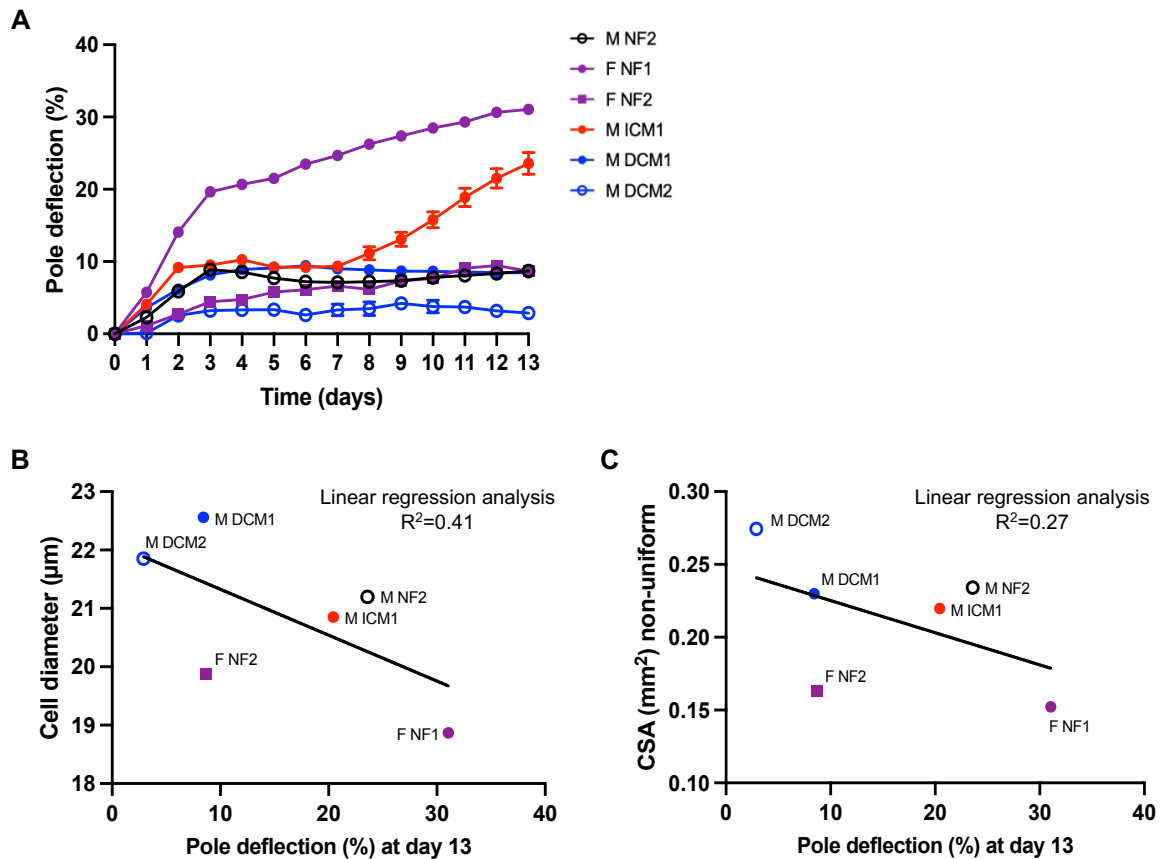 A
Pole deflection (%)
40
30
20
10
0
0 1 2 3 4 5 6 7 8 9 10 11 12 13
Time (days)
M NF2
F NF1
F NF2
M ICM1
M DCM1
M DCM2
B
Cell diameter (µm)
23
22
21
20
19
18
Linear regression analysis
R²=0.41
M DCM1
M DCM2
M NF2
M ICM1
F NF2
F NF1
0 10 20 30 40
Pole deflection (%) at day 13
C
CSA (mm²) non-uniform
0.30
0.25
0.20
0.15
0.10
Linear regression analysis
R²=0.27
M DCM2
M DCM1
M NF2
M ICM1
F NF2
F NF1
0 10 20 30 40
Pole deflection (%) at day 13